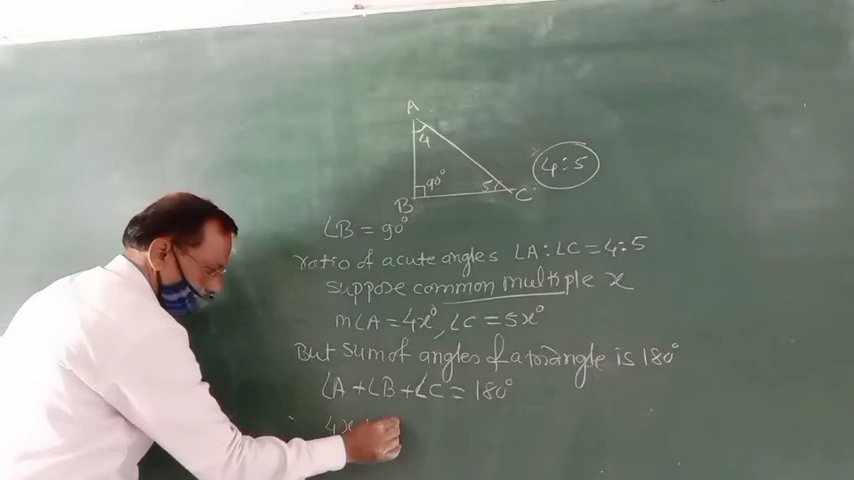 A
4
90°
5
B
C
4:5
∠B = 90°
ratio of acute angles ∠A:∠C = 4:5
suppose common multiple x
m∠A = 4x°, ∠C = 5x°
But sum of angles of a triangle is 180°
∠A + ∠B + ∠C = 180°
4x